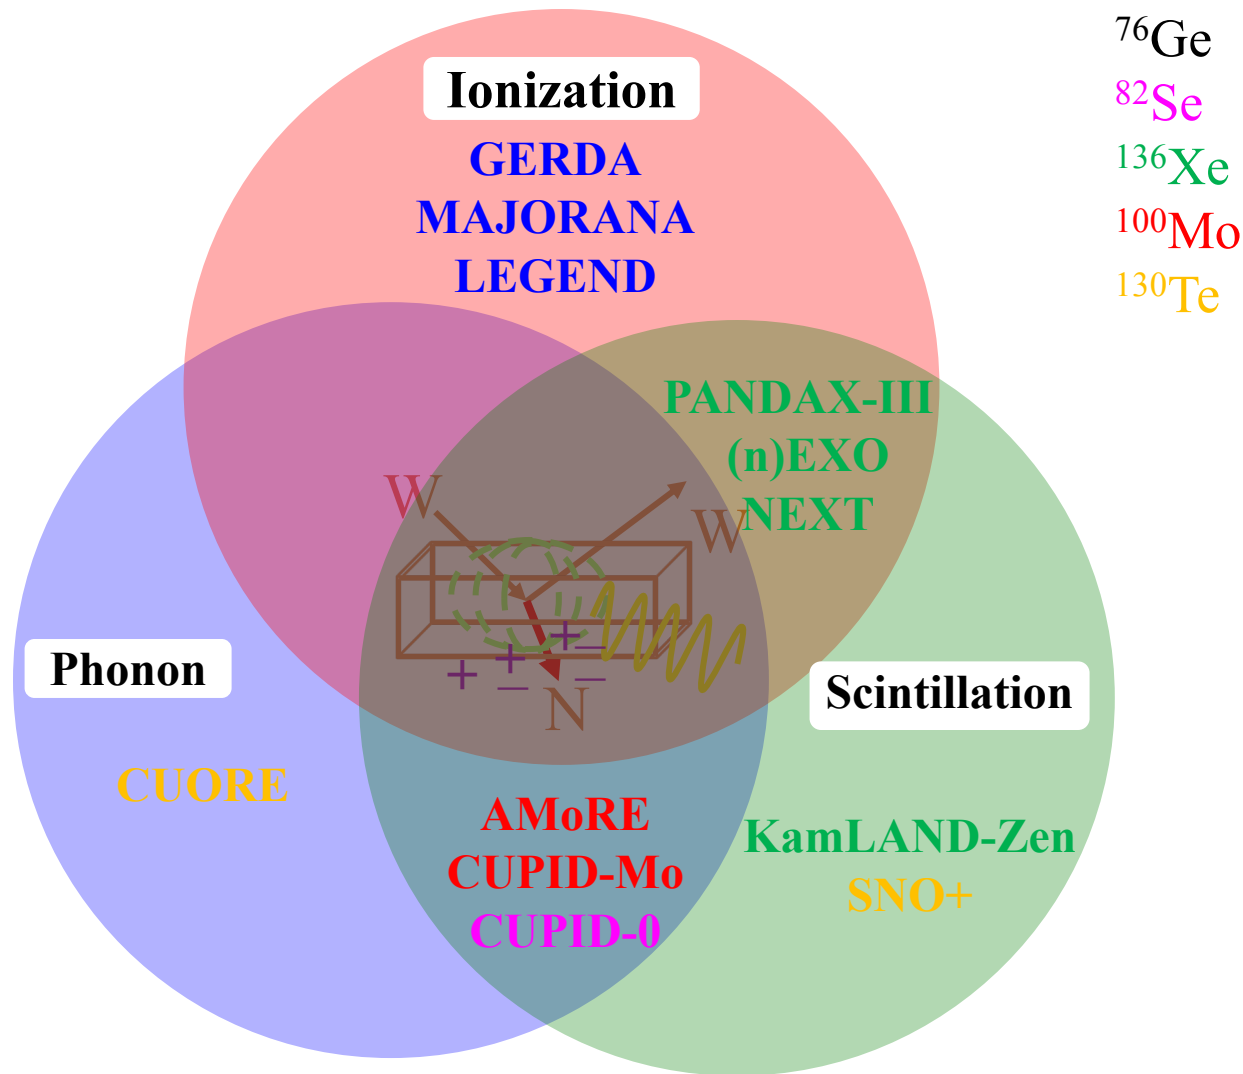 Ionization
GERDA
MAJORANA
LEGEND
⁷⁶Ge
⁸²Se
¹³⁶Xe
¹⁰⁰Mo
¹³⁰Te
PANDAX-III
(n)EXO
NEXT
W
W
+
+
+
–
–
–
N
Phonon
CUORE
Scintillation
AMoRE
CUPID-Mo
CUPID-0
KamLAND-Zen
SNO+